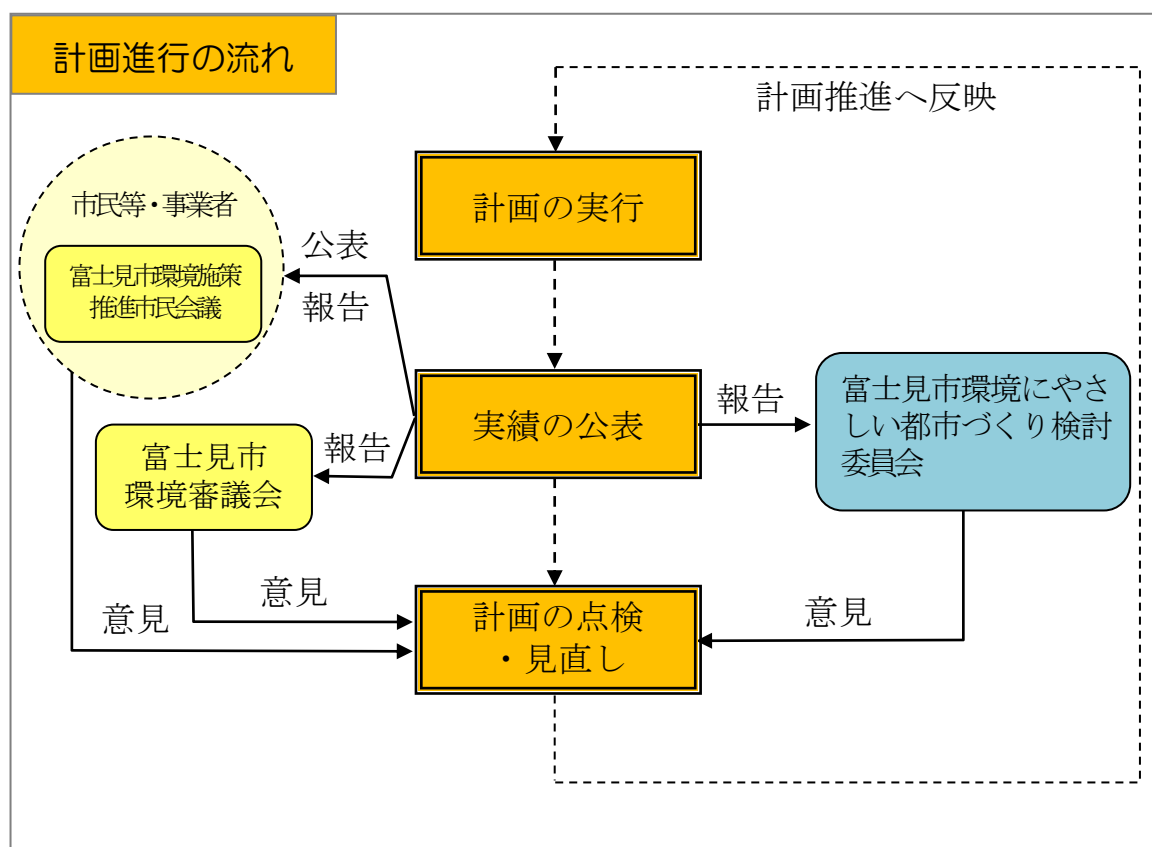 計画進行の流れ
計画推進へ反映
計画の実行
市民等・事業者
富士見市環境施策
推進市民会議
公表
報告
実績の公表
報告
富士見市環境にやさ
しい都市づくり検討
委員会
報告
富士見市
環境審議会
意見
意見
計画の点検
・見直し
意見